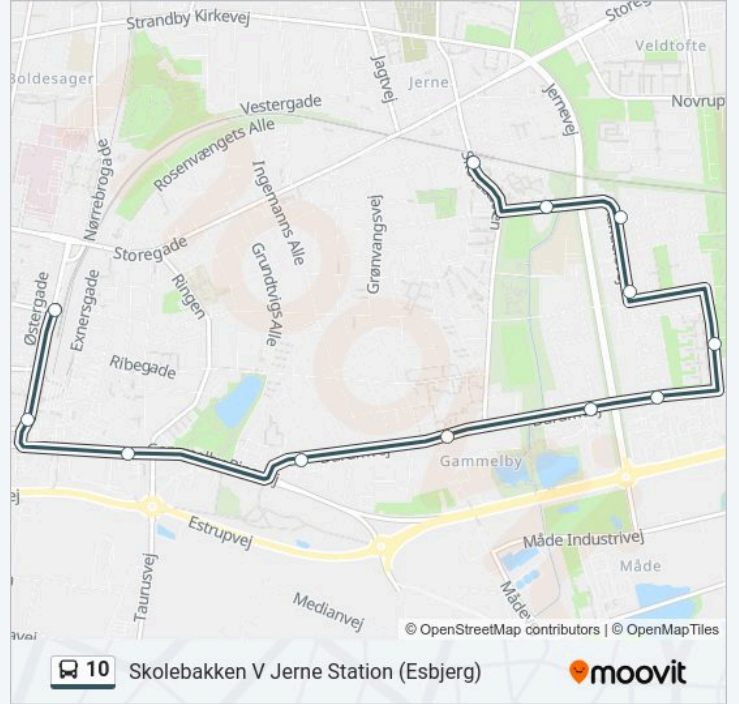 Strandby Kirkevej
Storeg
Veldtofte
Boldesager
Jerne
Jagtvej
Jernevej
Novrup
Vestergade
Rosenvængets Alle
Nørrebrogade
Ingemanns Alle
Grønvangsvej
Storegade
Grundtvigs Alle
Ringen
Østergade
Exnersgade
Ribegade
Gammelby
Estrupvej
Måde Industrivej
Måde
Taurusvej
Medianvej
Mådev
© OpenStreetMap contributors | © OpenMapTiles
10 Skolebakken V Jerne Station (Esbjerg) moovit